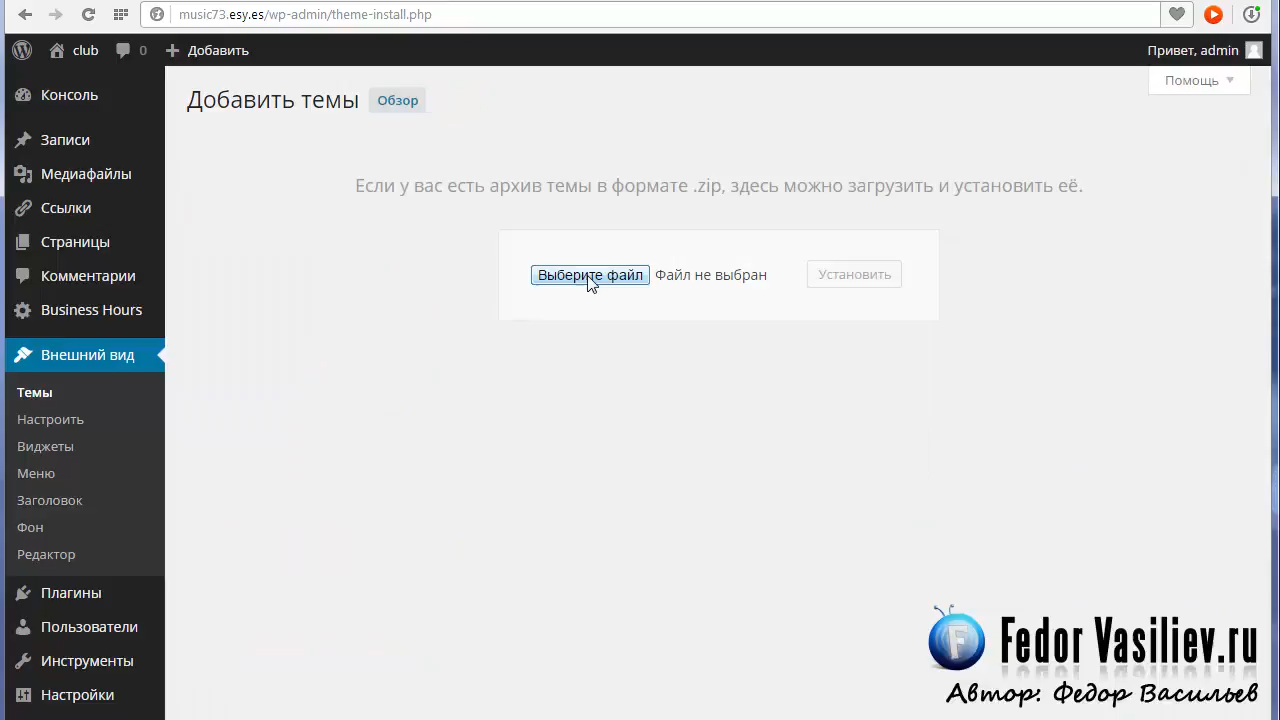 music73.esy.es/wp-admin/theme-install.php
club 0 Добавить Привет, admin
Помощь
Консоль
Записи
Медиафайлы
Ссылки
Страницы
Комментарии
Business Hours
Внешний вид
Темы
Настроить
Виджеты
Меню
Заголовок
Фон
Редактор
Плагины
Пользователи
Инструменты
Настройки
Добавить темы Обзор
Если у вас есть архив темы в формате .zip, здесь можно загрузить и установить её.
Выберите файл Файл не выбран Установить
F Fedor Vasiliev.ru
Автор: Федор Васильев